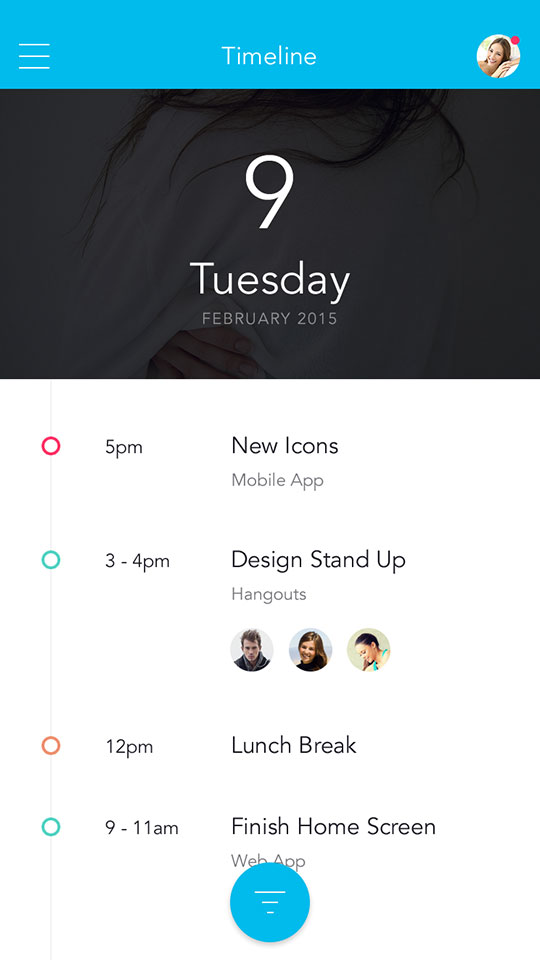 Timeline
9
Tuesday
FEBRUARY 2015
5pm
New Icons
Mobile App
3 - 4pm
Design Stand Up
Hangouts
12pm
Lunch Break
9 - 11am
Finish Home Screen
Web App